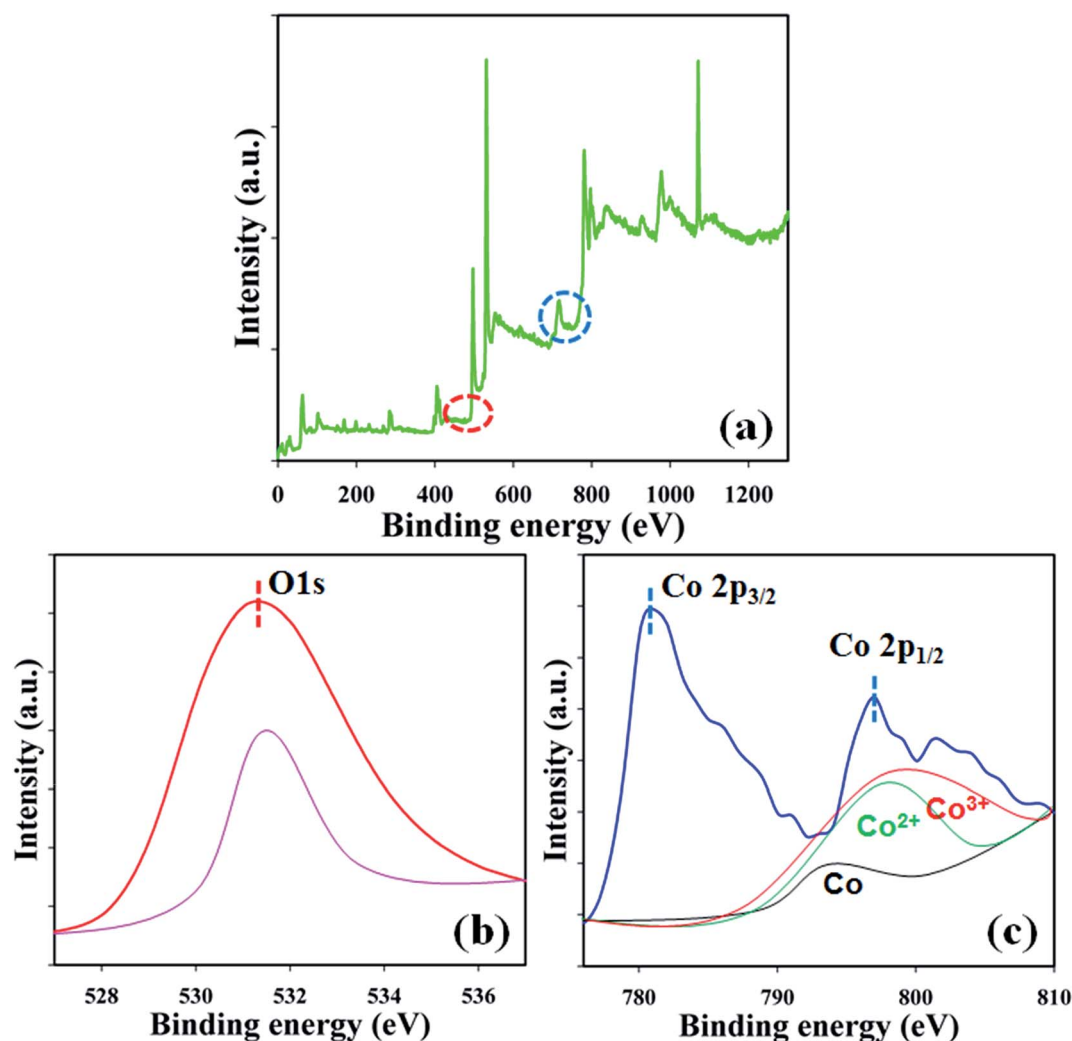 Intensity (a.u.)
(a)
0 200 400 600 800 1000 1200
Binding energy (eV)
O1s
Intensity (a.u.)
(b)
528 530 532 534 536
Binding energy (eV)
Co 2p3/2
Co 2p1/2
Intensity (a.u.)
Co3+
Co2+
Co
(c)
780 790 800 810
Binding energy (eV)